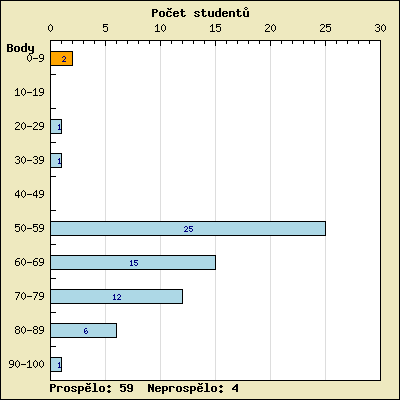 Počet studentů
0 5 10 15 20 25 30
Body
0-9 2
10-19
20-29 1
30-39 1
40-49
50-59 25
60-69 15
70-79 12
80-89 6
90-100 1
Prospělo: 59 Neprospělo: 4